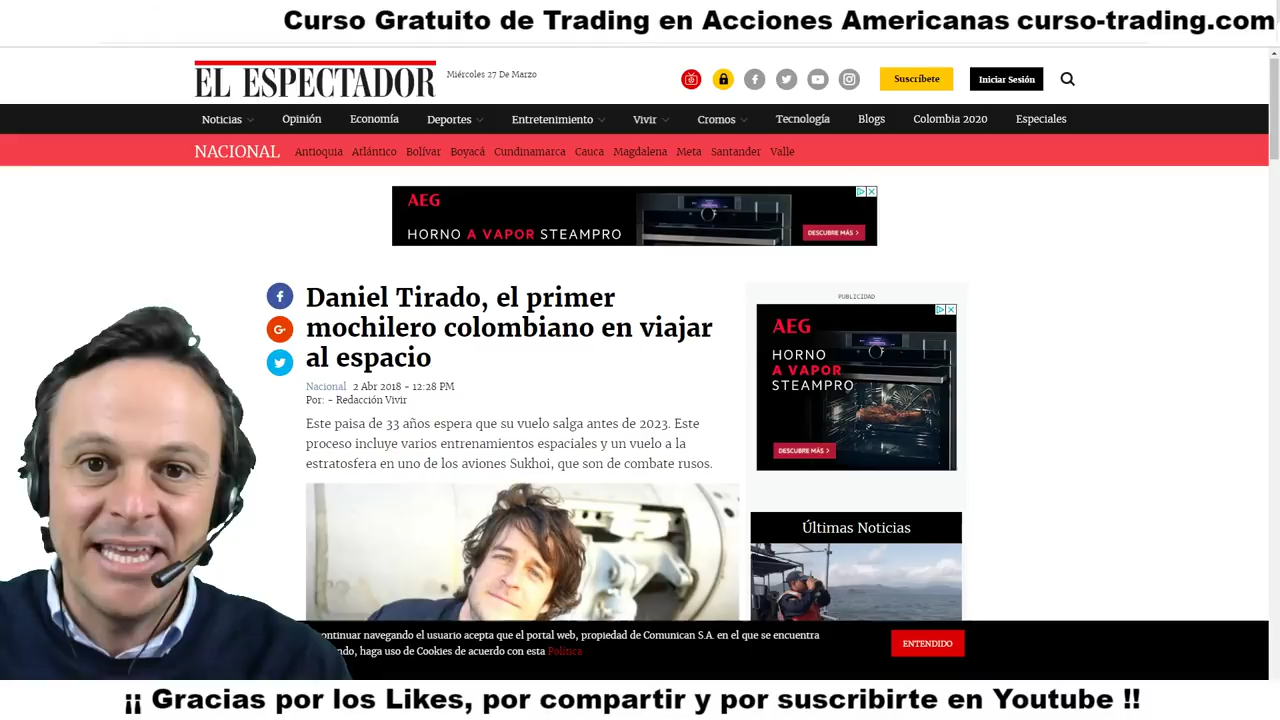 Curso Gratuito de Trading en Acciones Americanas curso-trading.com
EL ESPECTADOR
Miércoles 27 De Marzo
Suscríbete
Iniciar Sesión
Noticias Opinión Economía Deportes Entretenimiento Vivir Cromos Tecnología Blogs Colombia 2020 Especiales
NACIONAL Antioquia Atlántico Bolívar Boyacá Cundinamarca Cauca Magdalena Meta Santander Valle
AEG
HORNO A VAPOR STEAMPRO
DESCUBRE MÁS >
Daniel Tirado, el primer
mochilero colombiano en viajar
al espacio
Nacional 2 Abr 2018 - 12:28 PM
Por: - Redacción Vivir
Este paisa de 33 años espera que su vuelo salga antes de 2023. Este
proceso incluye varios entrenamientos espaciales y un vuelo a la
estratosfera en uno de los aviones Sukhoi, que son de combate rusos.
PUBLICIDAD
AEG
HORNO
A VAPOR
STEAMPRO
DESCUBRE MÁS >
Últimas Noticias
ontinuar navegando el usuario acepta que el portal web, propiedad de Comunican S.A. en el que se encuentra
ndo, haga uso de Cookies de acuerdo con esta Política
ENTENDIDO
¡¡ Gracias por los Likes, por compartir y por suscribirte en Youtube !!